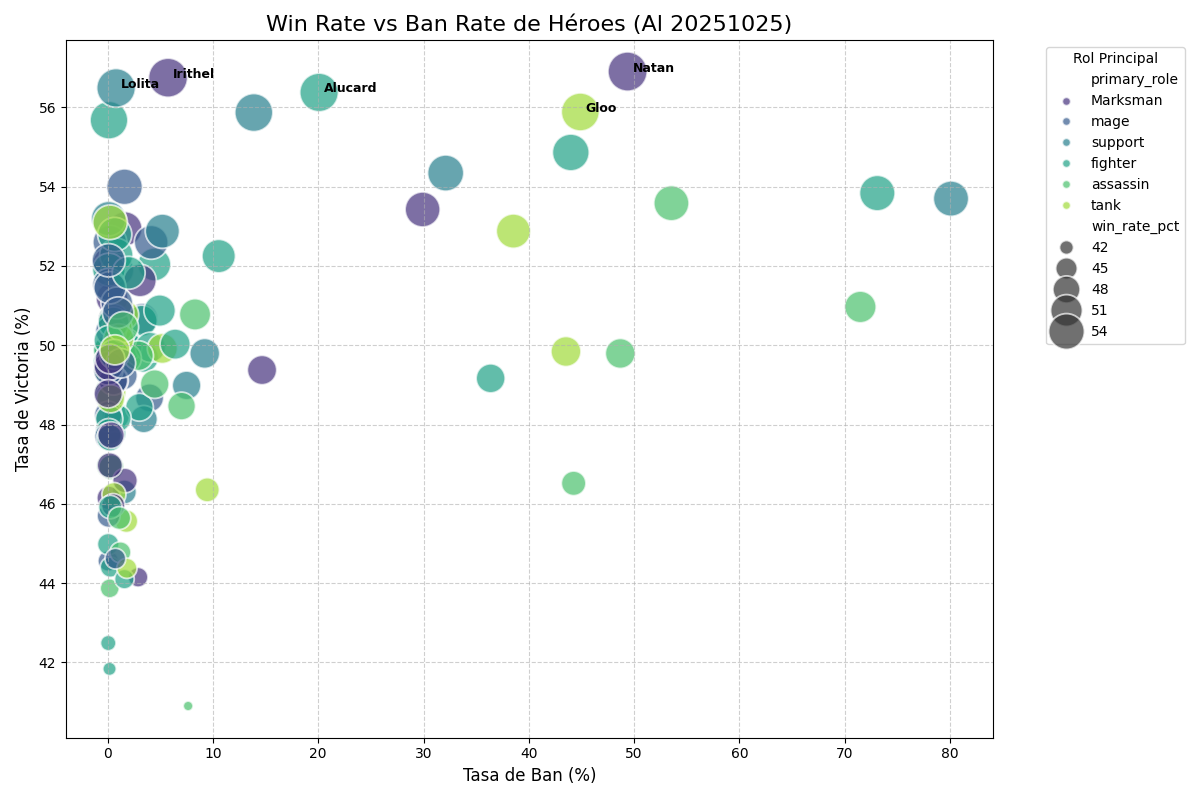 Win Rate vs Ban Rate de Héroes (AI 20251025)
Tasa de Victoria (%)
56
54
52
50
48
46
44
42
Lolita
Irithel
Alucard
Natan
Gloo
0
10
20
30
40
50
60
70
80
Tasa de Ban (%)
Rol Principal
primary_role
Marksman
mage
support
fighter
assassin
tank
win_rate_pct
42
45
48
51
54